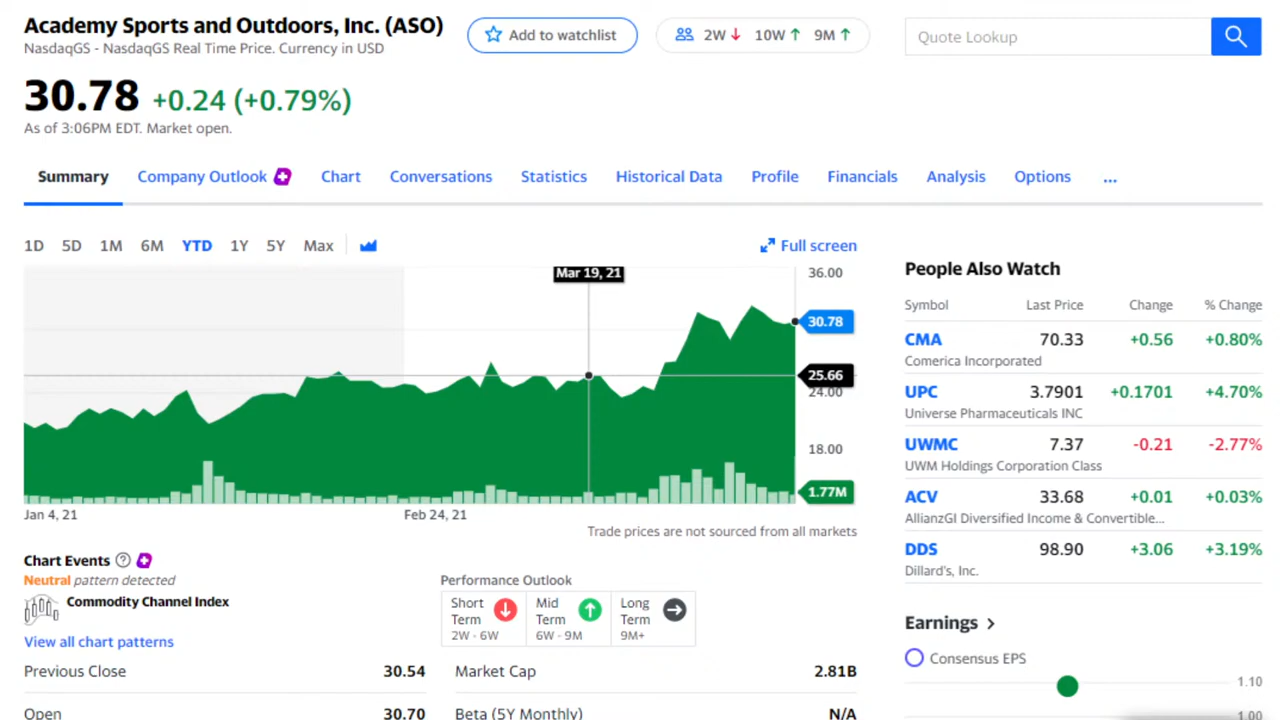 Academy Sports and Outdoors, Inc. (ASO)
NasdaqGS - NasdaqGS Real Time Price. Currency in USD
Add to watchlist
2W 10W 9M
Quote Lookup
30.78 +0.24 (+0.79%)
As of 3:06PM EDT. Market open.
Summary Company Outlook Chart Conversations Statistics Historical Data Profile Financials Analysis Options ...
1D 5D 1M 6M YTD 1Y 5Y Max
Full screen
Mar 19, 21
36.00
30.78
25.66
24.00
18.00
1.77M
Jan 4, 21 Feb 24, 21
Trade prices are not sourced from all markets
Chart Events
Neutral pattern detected
Commodity Channel Index
View all chart patterns
Performance Outlook
Short Term 2W - 6W
Mid Term 6W - 9M
Long Term 9M+
Previous Close 30.54
Open 30.70
Market Cap 2.81B
Beta (5Y Monthly) N/A
People Also Watch
Symbol Last Price Change % Change
CMA 70.33 +0.56 +0.80%
Comerica Incorporated
UPC 3.7901 +0.1701 +4.70%
Universe Pharmaceuticals INC
UWMC 7.37 -0.21 -2.77%
UWM Holdings Corporation Class
ACV 33.68 +0.01 +0.03%
AllianzGI Diversified Income & Convertible...
DDS 98.90 +3.06 +3.19%
Dillard's, Inc.
Earnings
Consensus EPS
1.10
1.00